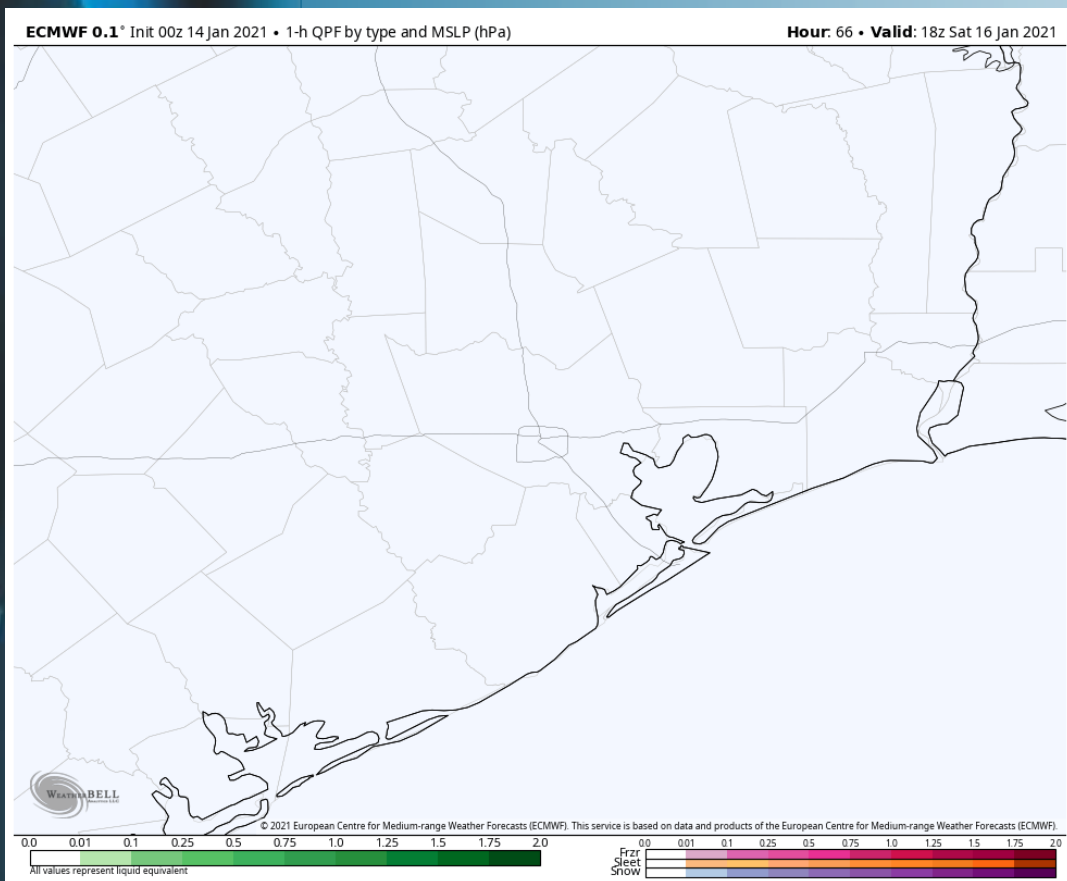 ECMWF 0.1° Init 00z 14 Jan 2021 • 1-h QPF by type and MSLP (hPa)
Hour: 66 • Valid: 18z Sat 16 Jan 2021
WEATHERBELL
© 2021 European Centre for Medium-range Weather Forecasts (ECMWF). This service is based on data and products of the European Centre for Medium-range Weather Forecasts (ECMWF).
0.0 0.01 0.1 0.25 0.5 0.75 1.0 1.25 1.5 1.75 2.0
All values represent liquid equivalent
0.0 0.01 0.1 0.25 0.5 0.75 1.0 1.25 1.5 1.75 2.0
Frzr
Sleet
Snow